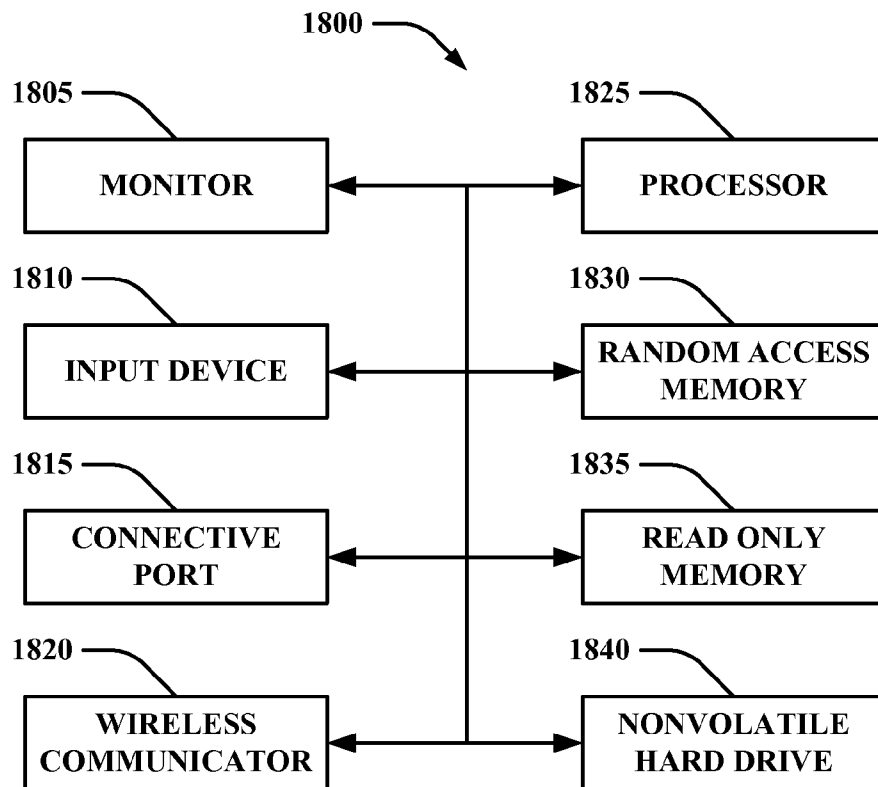 1800
1805
MONITOR
1825
PROCESSOR
1810
INPUT DEVICE
1830
RANDOM ACCESS
MEMORY
1815
CONNECTIVE
PORT
1835
READ ONLY
MEMORY
1820
WIRELESS
COMMUNICATOR
1840
NONVOLATILE
HARD DRIVE